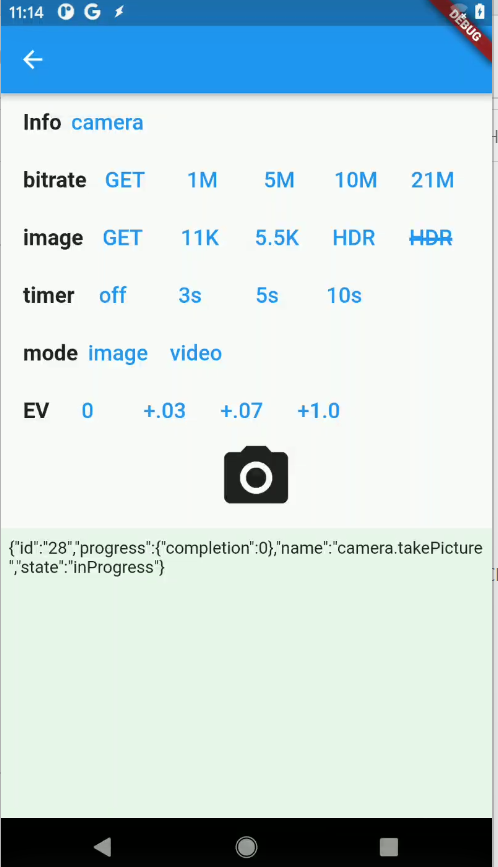 11:14
DEBUG
Info camera
bitrate GET 1M 5M 10M 21M
image GET 11K 5.5K HDR HDR
timer off 3s 5s 10s
mode image video
EV 0 +.03 +.07 +1.0
{"id":"28","progress":{"completion":0},"name":"camera.takePicture
","state":"inProgress"}